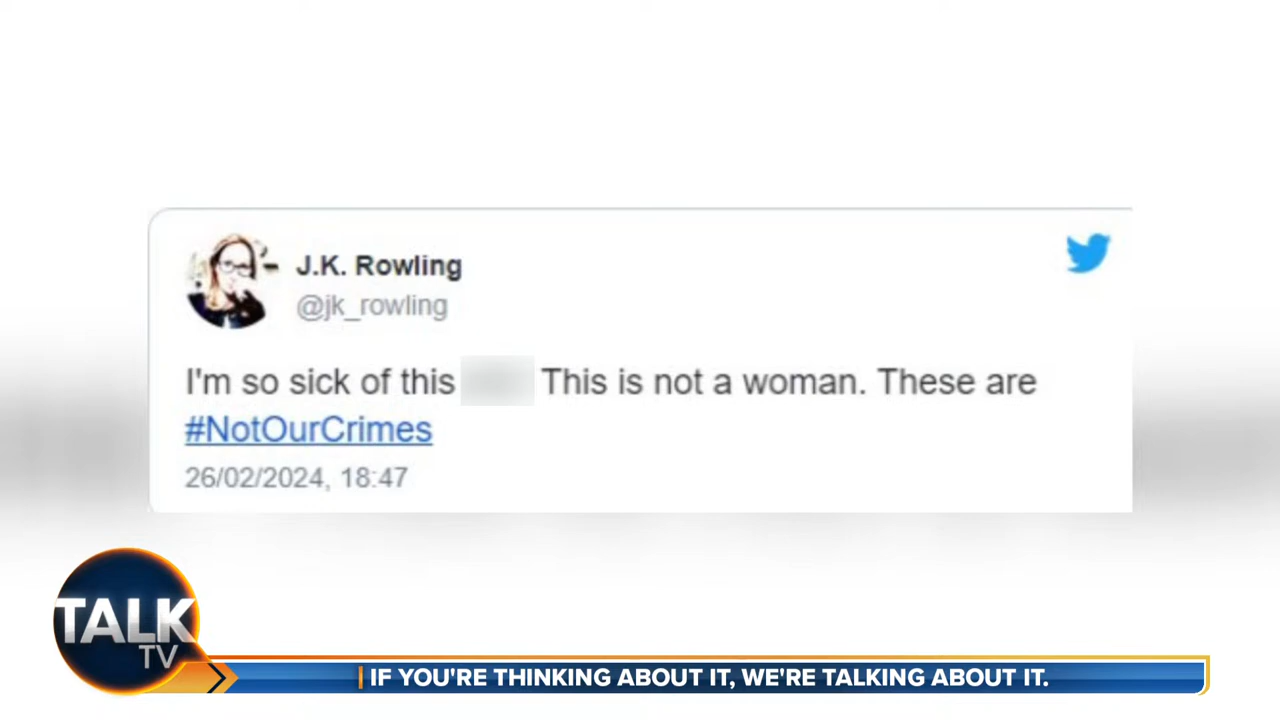 J.K. Rowling
@jk_rowling
I'm so sick of this This is not a woman. These are
#NotOurCrimes
26/02/2024, 18:47
TALK
TV
IF YOU'RE THINKING ABOUT IT, WE'RE TALKING ABOUT IT.